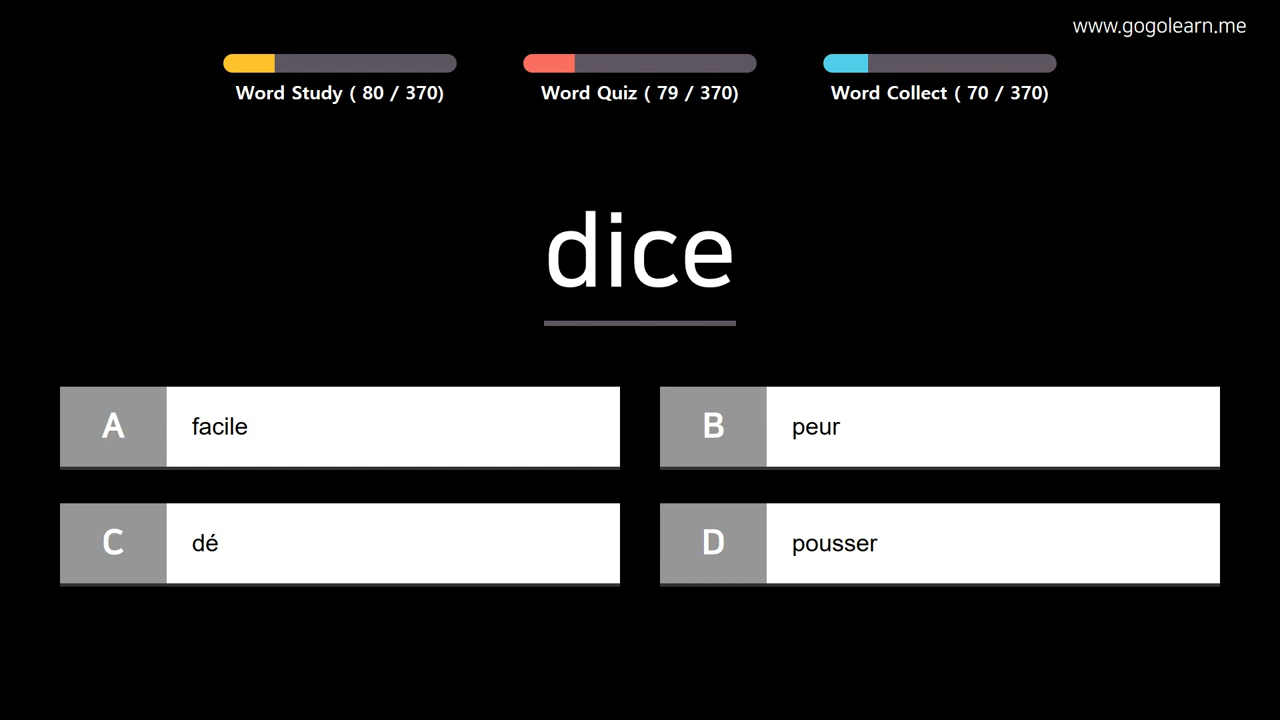 www.gogolearn.me
Word Study ( 80 / 370)
Word Quiz ( 79 / 370)
Word Collect ( 70 / 370)
dice
A facile
B peur
C dé
D pousser